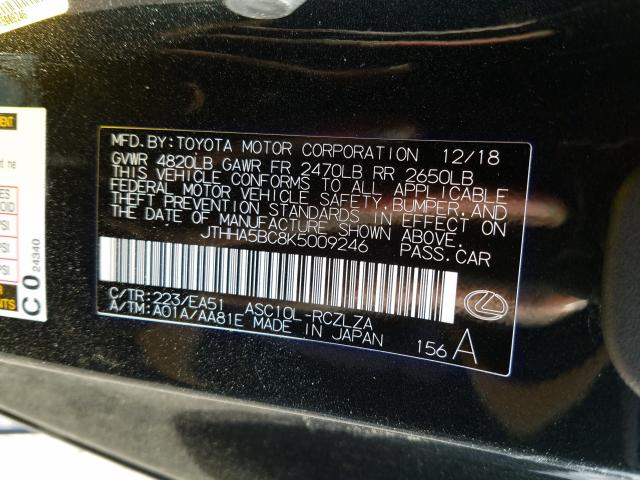 MFD. BY: TOYOTA MOTOR CORPORATION 12/18
GVWR 4820LB GAWR FR 2470LB RR 2650LB
THIS VEHICLE CONFORMS TO ALL APPLICABLE
FEDERAL MOTOR VEHICLE SAFETY, BUMPER, AND
THEFT PREVENTION STANDARDS IN EFFECT ON
THE DATE OF MANUFACTURE SHOWN ABOVE.
JTHHA5BC8K5009246 PASS. CAR
C/TR: 223/EA51 ASC10L-RCZLZA
A/TM: A01A/AA81E MADE IN JAPAN
156 A
C0 24340